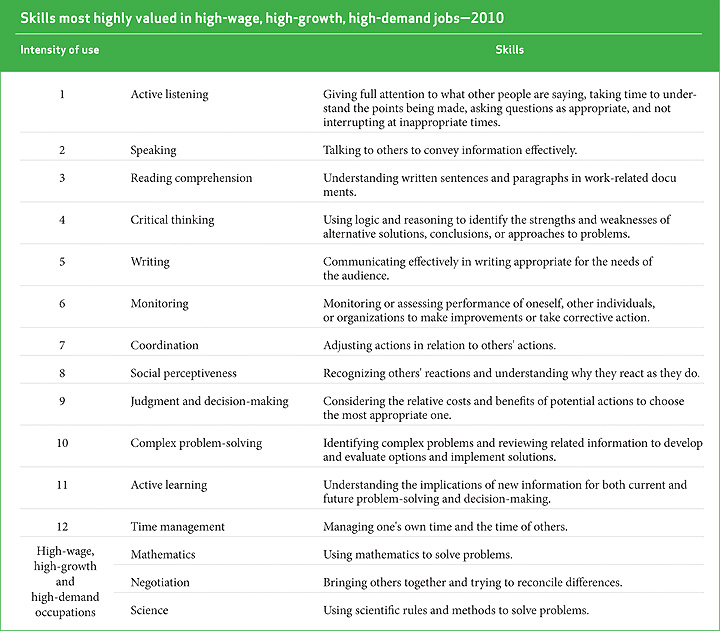 Skills most highly valued in high-wage, high-growth, high-demand jobs—2010
Intensity of use Skills
1 Active listening Giving full attention to what other people are saying, taking time to under-
stand the points being made, asking questions as appropriate, and not
interrupting at inappropriate times.
2 Speaking Talking to others to convey information effectively.
3 Reading comprehension Understanding written sentences and paragraphs in work-related docu
ments.
4 Critical thinking Using logic and reasoning to identify the strengths and weaknesses of
alternative solutions, conclusions, or approaches to problems.
5 Writing Communicating effectively in writing appropriate for the needs of
the audience.
6 Monitoring Monitoring or assessing performance of oneself, other individuals,
or organizations to make improvements or take corrective action.
7 Coordination Adjusting actions in relation to others' actions.
8 Social perceptiveness Recognizing others' reactions and understanding why they react as they do.
9 Judgment and decision-making Considering the relative costs and benefits of potential actions to choose
the most appropriate one.
10 Complex problem-solving Identifying complex problems and reviewing related information to develop
and evaluate options and implement solutions.
11 Active learning Understanding the implications of new information for both current and
future problem-solving and decision-making.
12 Time management Managing one's own time and the time of others.
High-wage,
high-growth
and
high-demand
occupations
Mathematics Using mathematics to solve problems.
Negotiation Bringing others together and trying to reconcile differences.
Science Using scientific rules and methods to solve problems.